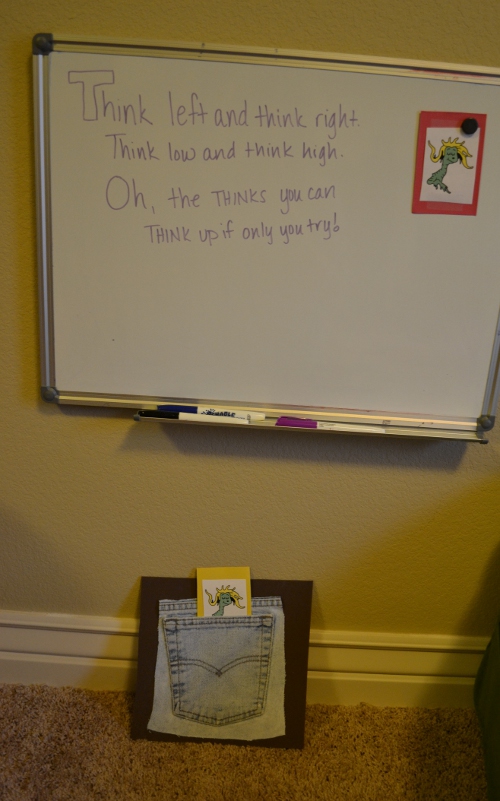 Think left and think right.
Think low and think high.
Oh, the THINKS you can
THINK up if only you try!